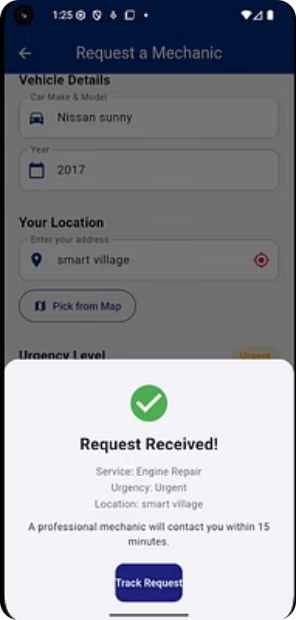 1:25
Request a Mechanic
Vehicle Details
Car Make & Model
Nissan sunny
Year
2017
Your Location
Enter your address
smart village
Pick from Map
Urgency Level
Urgent
Request Received!
Service: Engine Repair
Urgency: Urgent
Location: smart village
A professional mechanic will contact you within 15
minutes.
Track Request